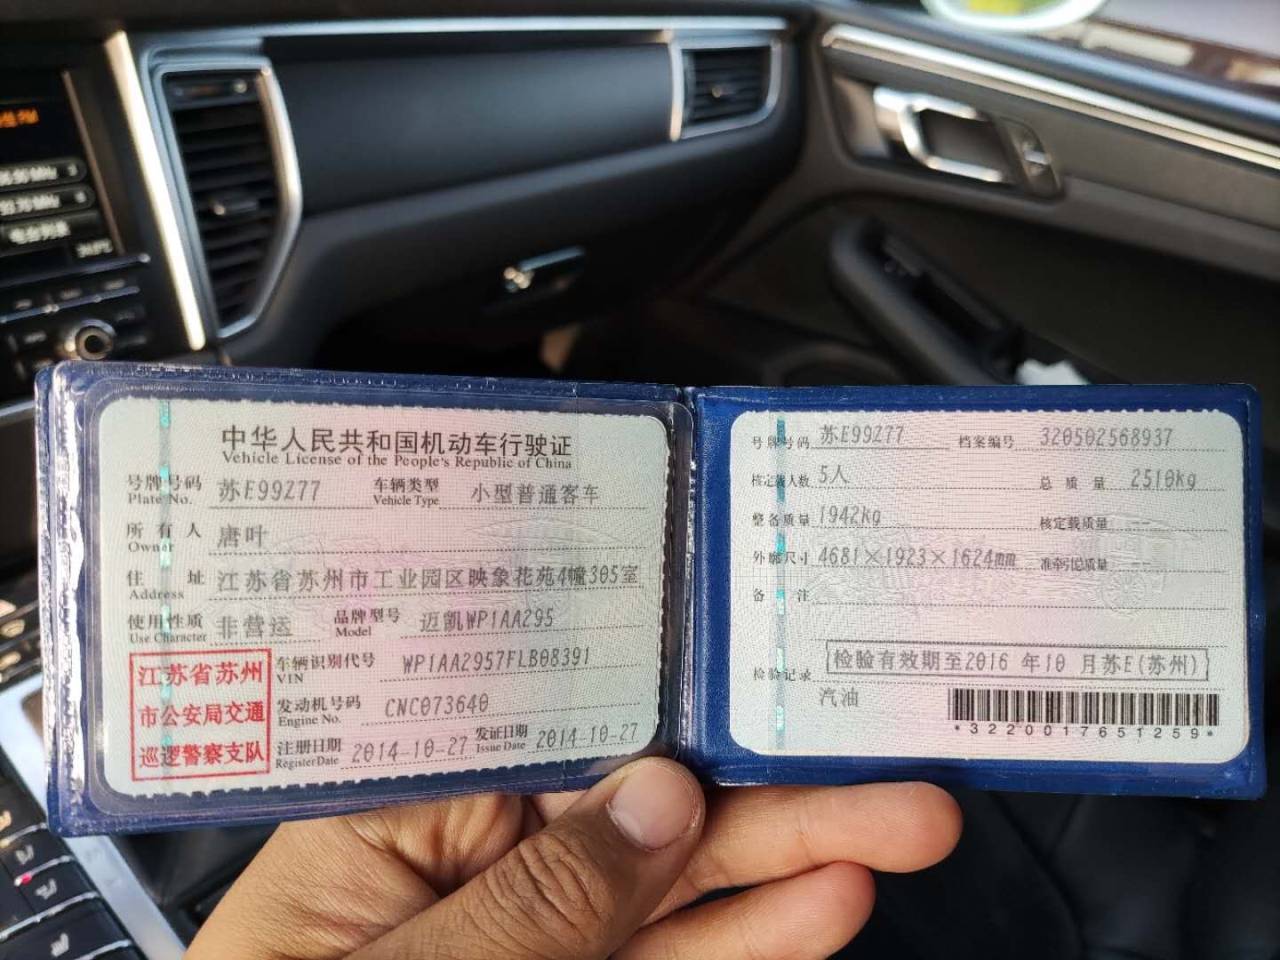 中华人民共和国机动车行驶证
Vehicle License of the People's Republic of China
号牌号码 苏E99Z77 车辆类型 小型普通客车
Plate No. Vehicle Type
所有人 唐叶
Owner
住址 江苏省苏州市工业园区映象花苑4幢305室
Address
使用性质 非营运 品牌型号 迈凯WP1AA295
Use Character Model
江苏省苏州
市公安局交通
巡逻警察支队
车辆识别代号 WP1AA2957FLB08391
VIN
发动机号码 CNC073640
Engine No.
注册日期 2014-10-27 发证日期 2014-10-27
Register Date Issue Date
号牌号码 苏E99Z77 档案编号 320502568937
核定载人数 5人 总质量 2510kg
整备质量 1942kg 核定载质量 --
外廓尺寸 4681×1923×1624mm 准牵引总质量 --
备注
检验记录 检验有效期至2016 年10 月苏E(苏州)
汽油
*3220017651259*